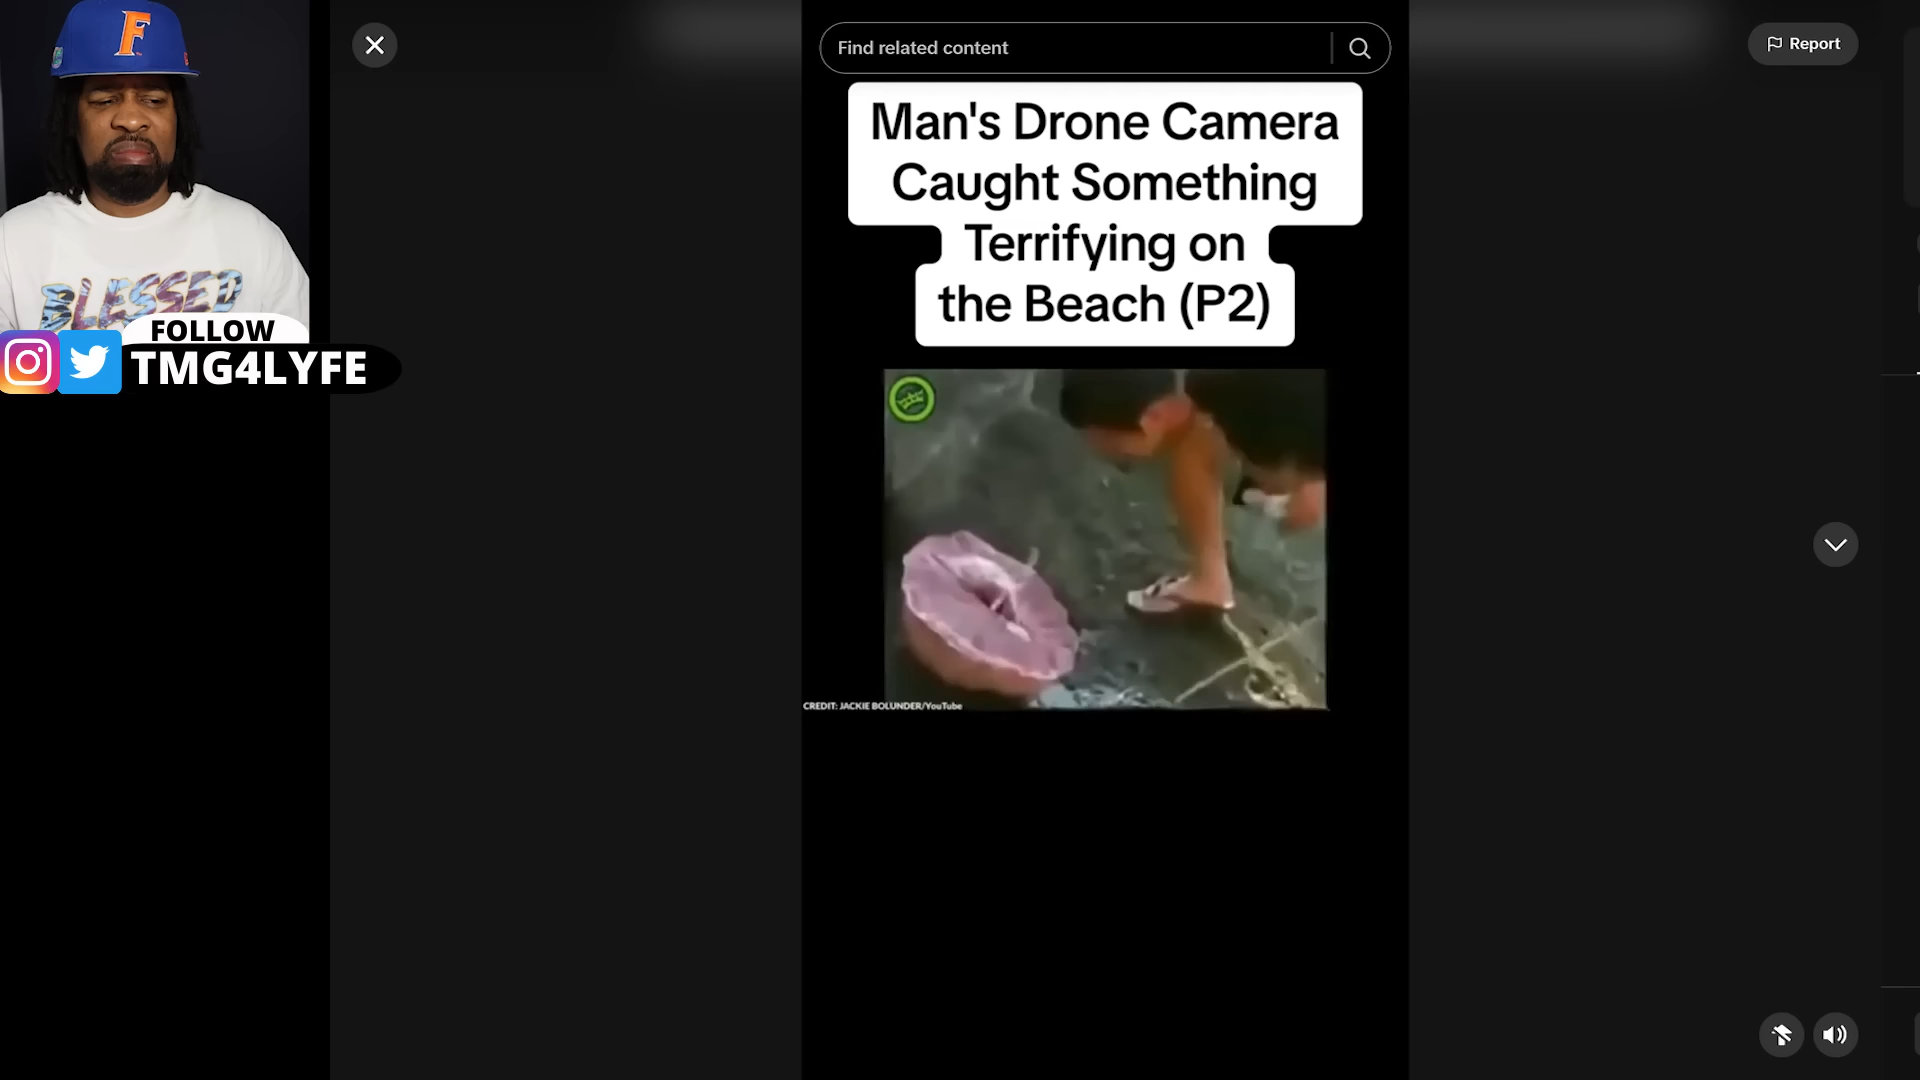 F
BLESSED
FOLLOW
TMG4LYFE
Find related content
Report
Man's Drone Camera
Caught Something
Terrifying on
the Beach (P2)
CREDIT: JACKIE BOLUNDER/YouTube